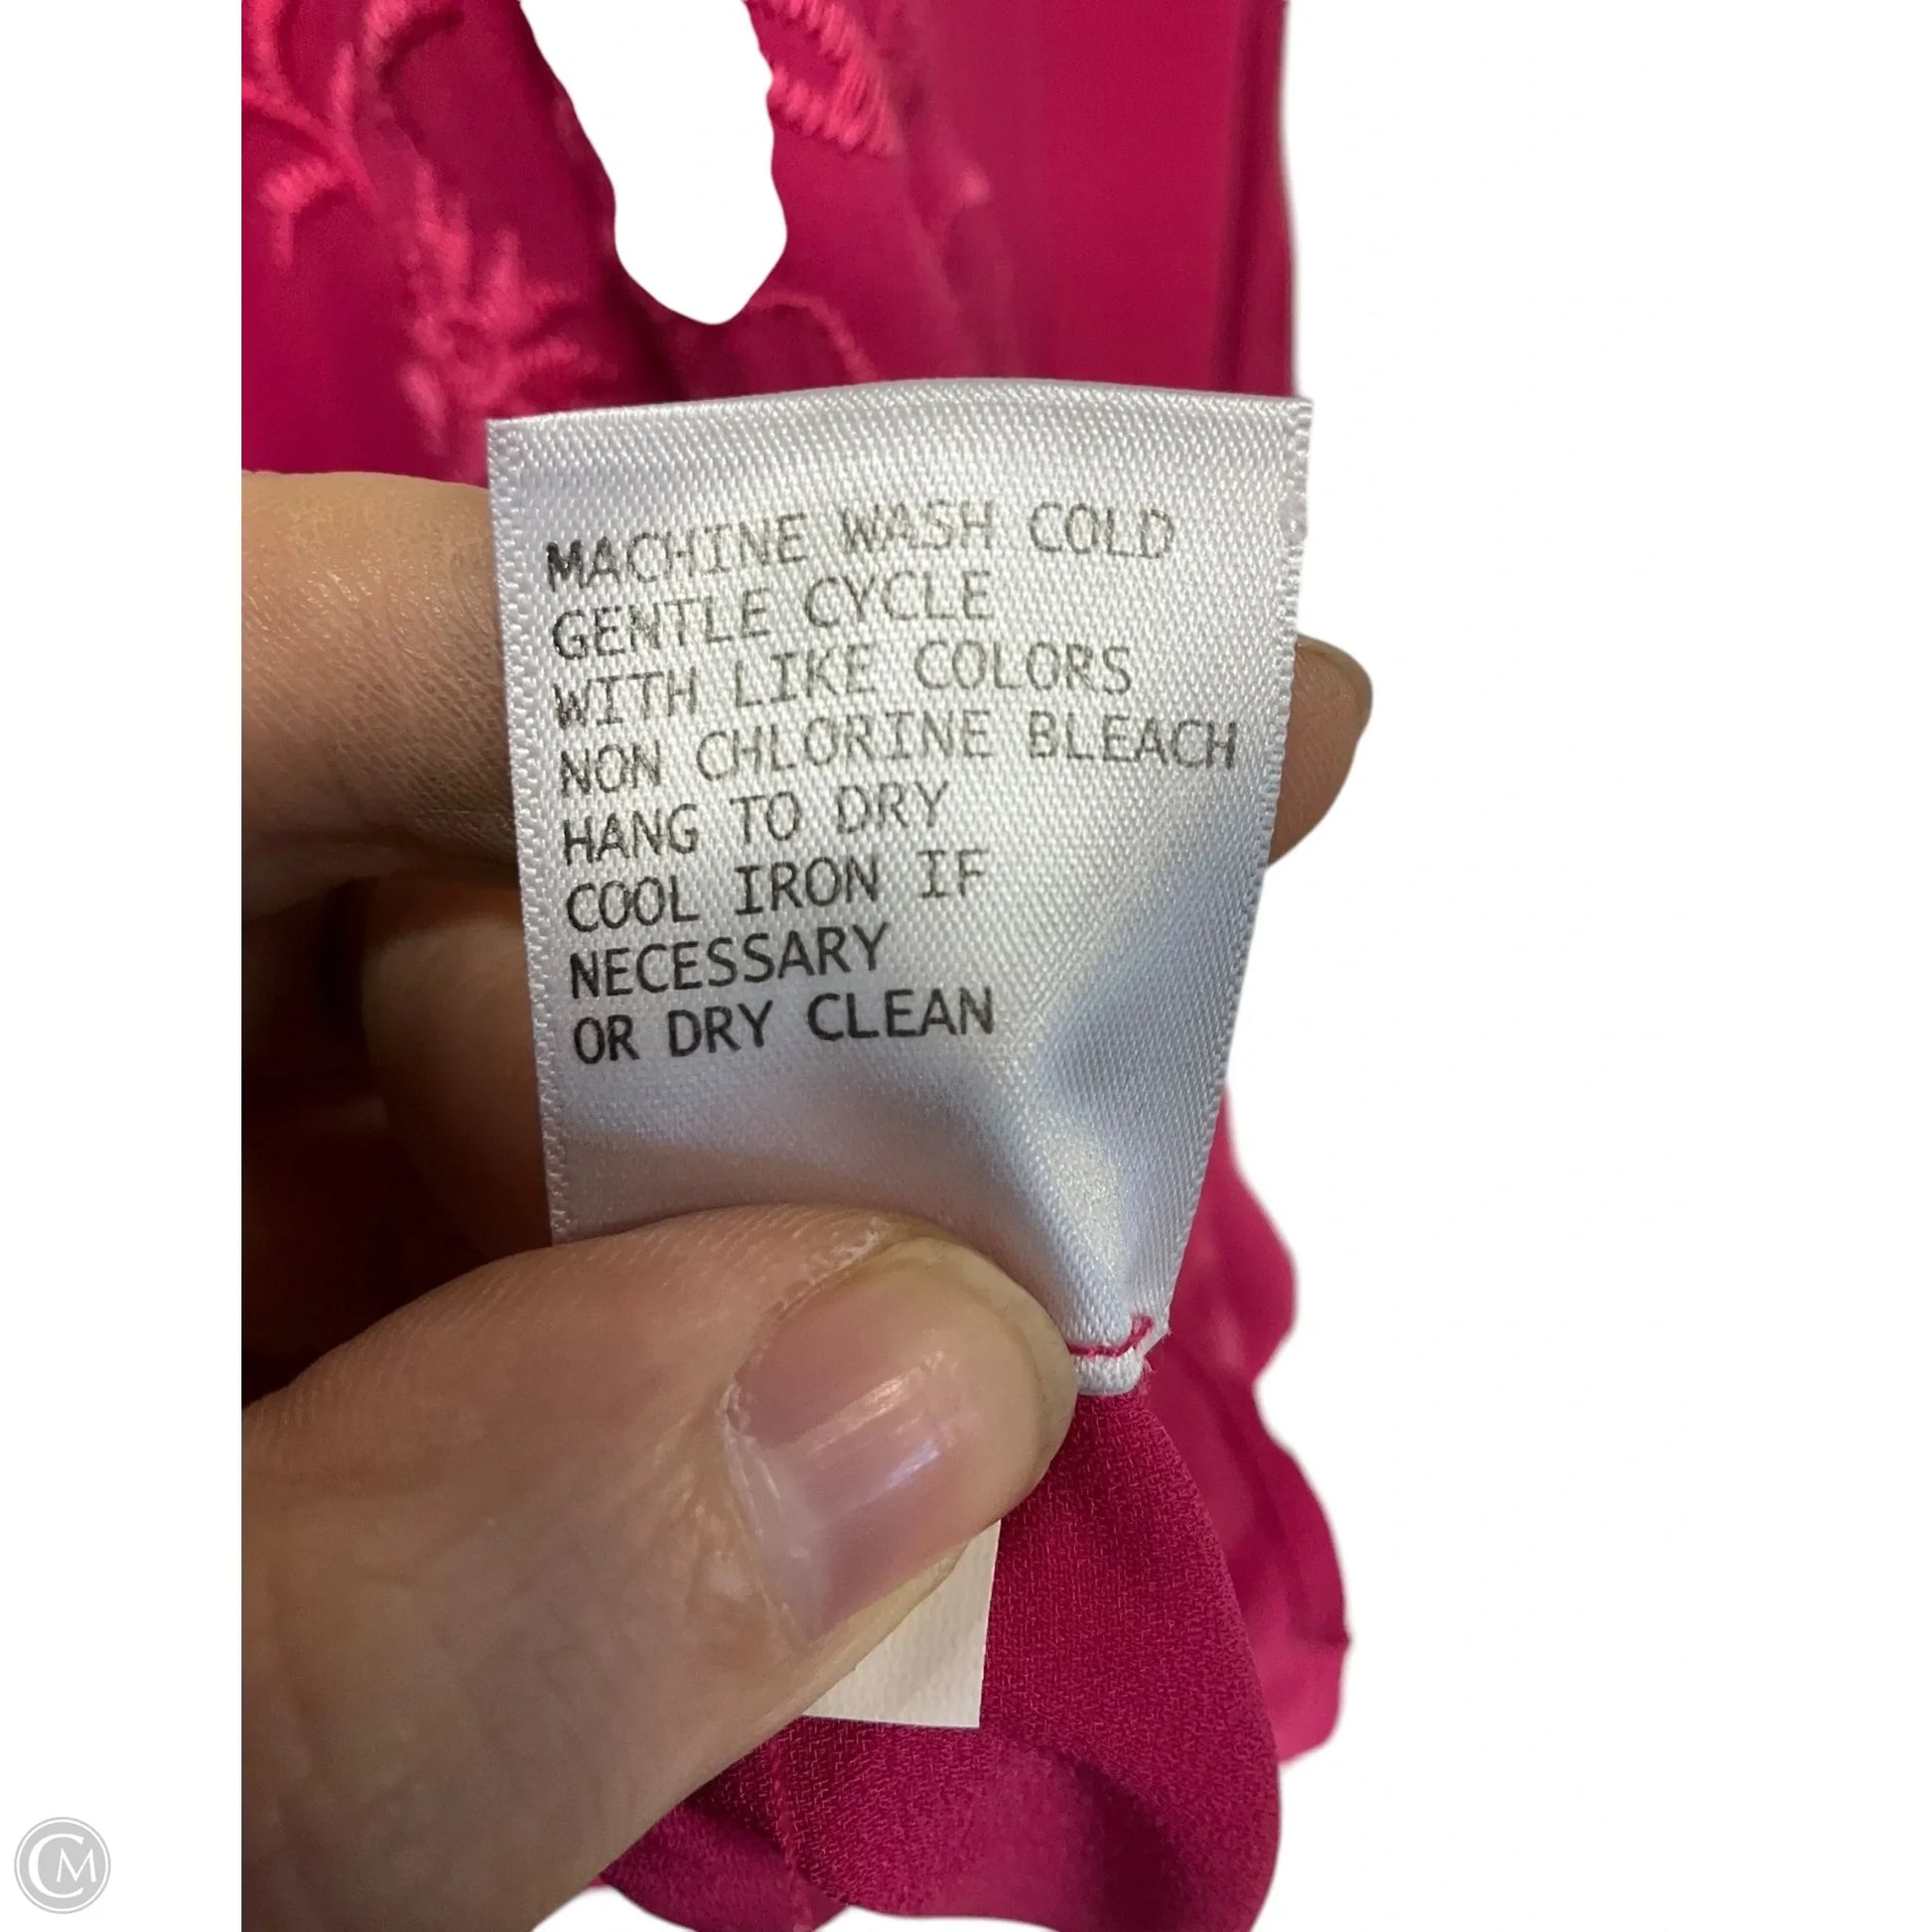 MACHINE WASH COLD
GENTLE CYCLE
WITH LIKE COLORS
NON CHLORINE BLEACH
HANG TO DRY
COOL IRON IF
NECESSARY
OR DRY CLEAN
CM